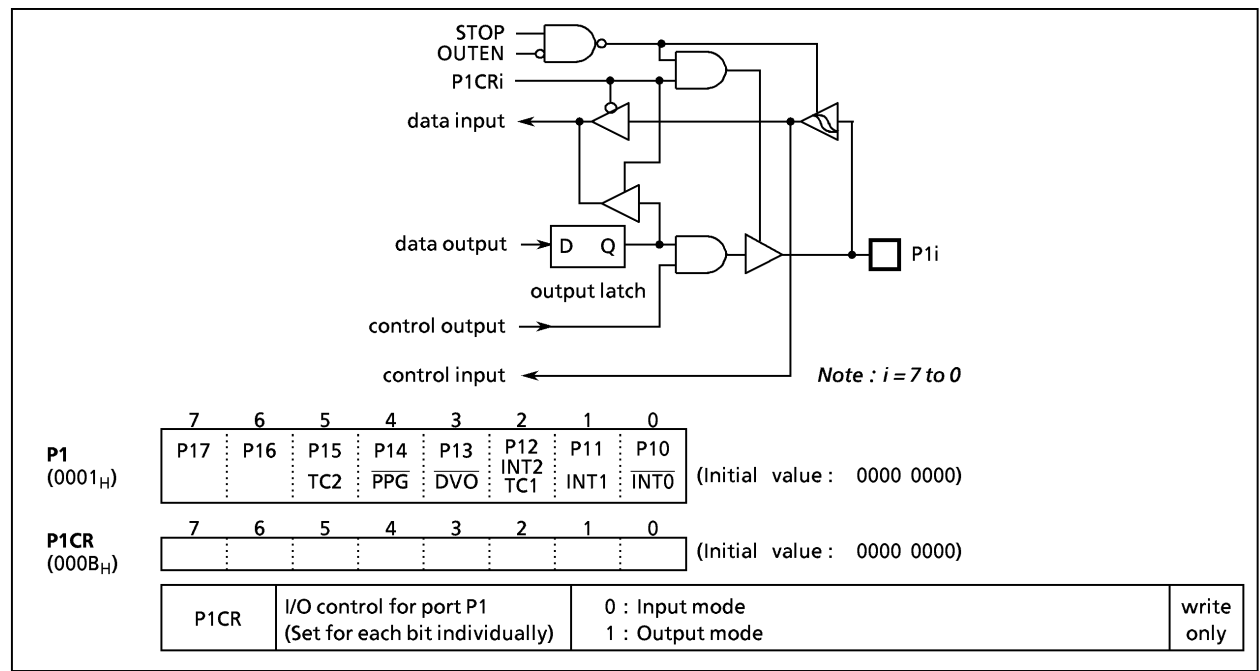 STOP
OUTEN
P1CRi
data input
data output
D Q
P1i
output latch
control output
control input
Note : i = 7 to 0
7 6 5 4 3 2 1 0
P1
(0001H)
P17 P16 P15 P14 P13 P12 P11 P10
TC2 PPG DVO INT2 TC1 INT1 INT0
(Initial value : 0000 0000)
7 6 5 4 3 2 1 0
P1CR
(000BH)
(Initial value : 0000 0000)
P1CR
I/O control for port P1
(Set for each bit individually)
0 : Input mode
1 : Output mode
write
only